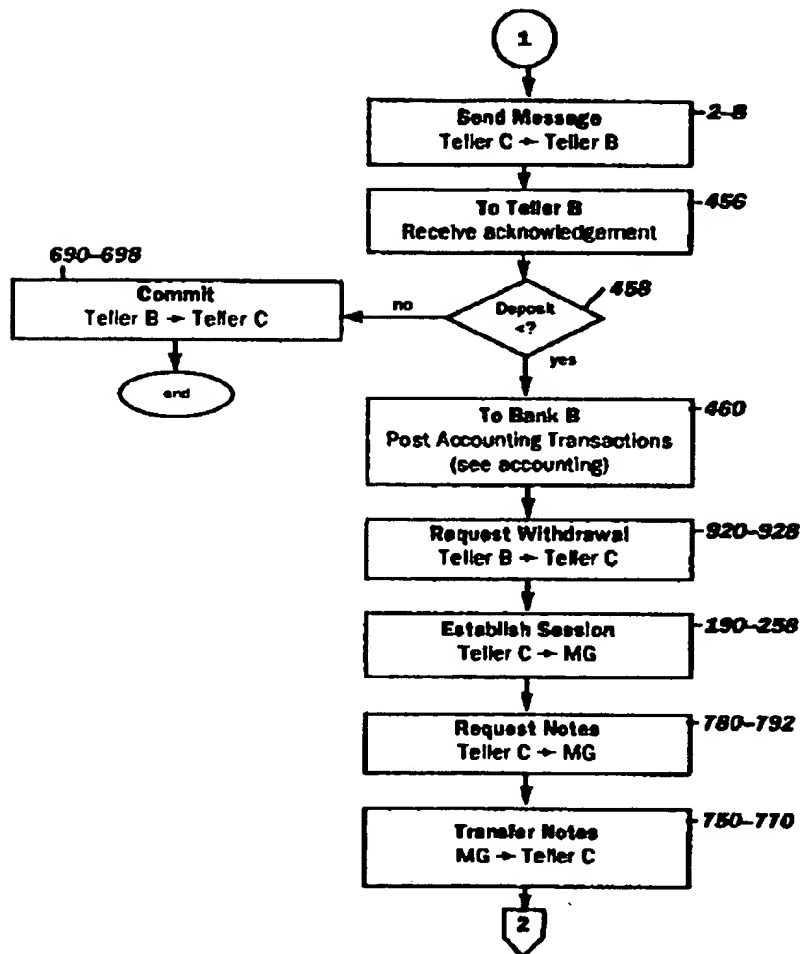 1
Send Message
Teller C → Teller B
2-8
To Teller B
Receive acknowledgement
456
Deposit
<?
458
no
yes
690-698
Commit
Teller B → Teller C
end
To Bank B
Post Accounting Transactions
(see accounting)
460
Request Withdrawal
Teller B → Teller C
920-928
Establish Session
Teller C → MG
190-258
Request Notes
Teller C → MG
780-792
Transfer Notes
MG → Teller C
750-770
2